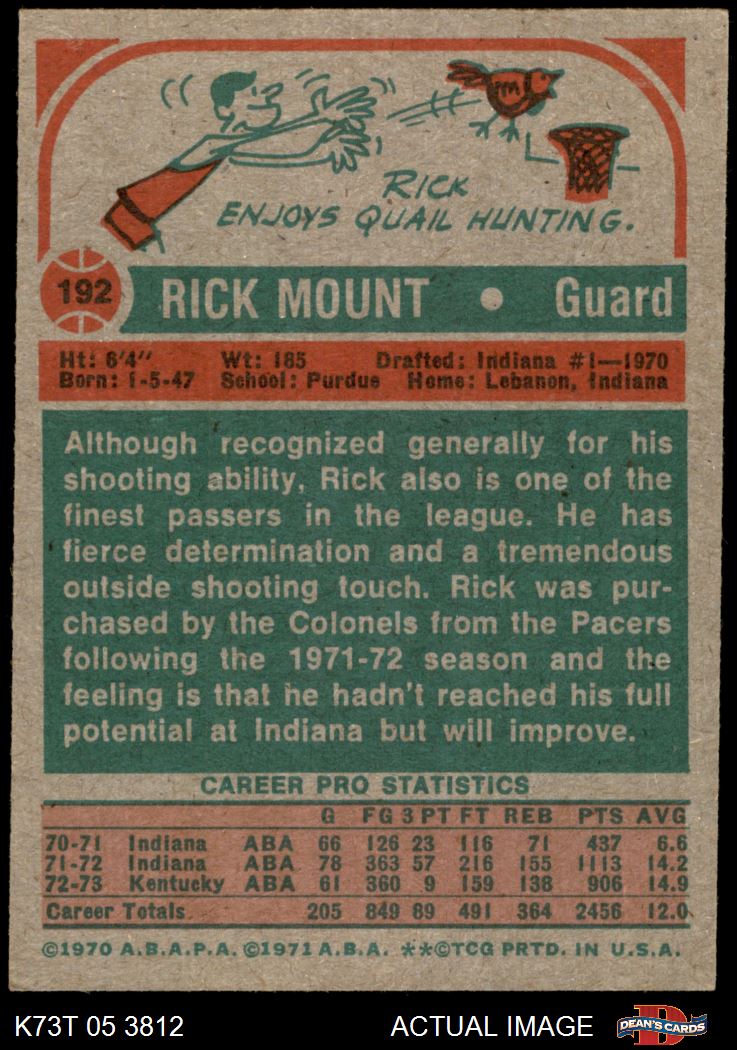 RICK
ENJOYS QUAIL HUNTING.
192 RICK MOUNT • Guard
Ht: 6'4" Wt: 185 Drafted: Indiana #1—1970
Born: 1-5-47 School: Purdue Home: Lebanon, Indiana
Although recognized generally for his
shooting ability, Rick also is one of the
finest passers in the league. He has
fierce determination and a tremendous
outside shooting touch. Rick was pur-
chased by the Colonels from the Pacers
following the 1971-72 season and the
feeling is that he hadn't reached his full
potential at Indiana but will improve.
CAREER PRO STATISTICS
G FG 3 PT FT REB PTS AVG
70-71 Indiana ABA 66 126 23 116 71 437 6.6
71-72 Indiana ABA 78 363 57 216 155 1113 14.2
72-73 Kentucky ABA 61 360 9 159 138 906 14.9
Career Totals 205 849 89 491 364 2456 12.0
©1970 A.B.A.P.A. ©1971 A.B.A. **©TCG PRTD. IN U.S.A.
K73T 05 3812 ACTUAL IMAGE D DEAN'S CARDS